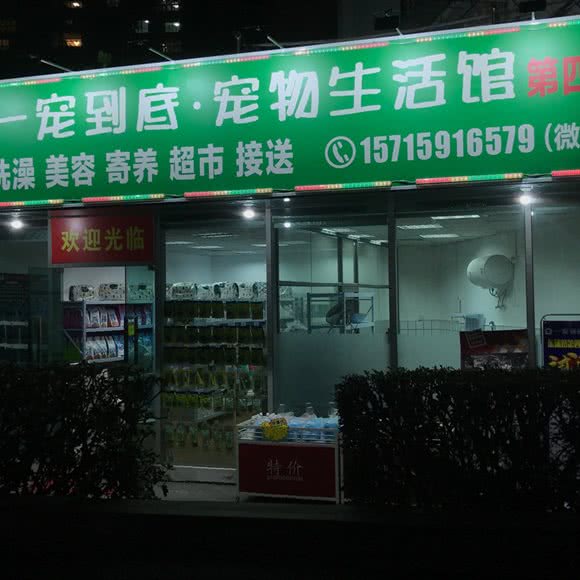 一宠到底·宠物生活馆 第四
洗澡 美容 寄养 超市 接送 15715916579(微
欢迎光临
特价